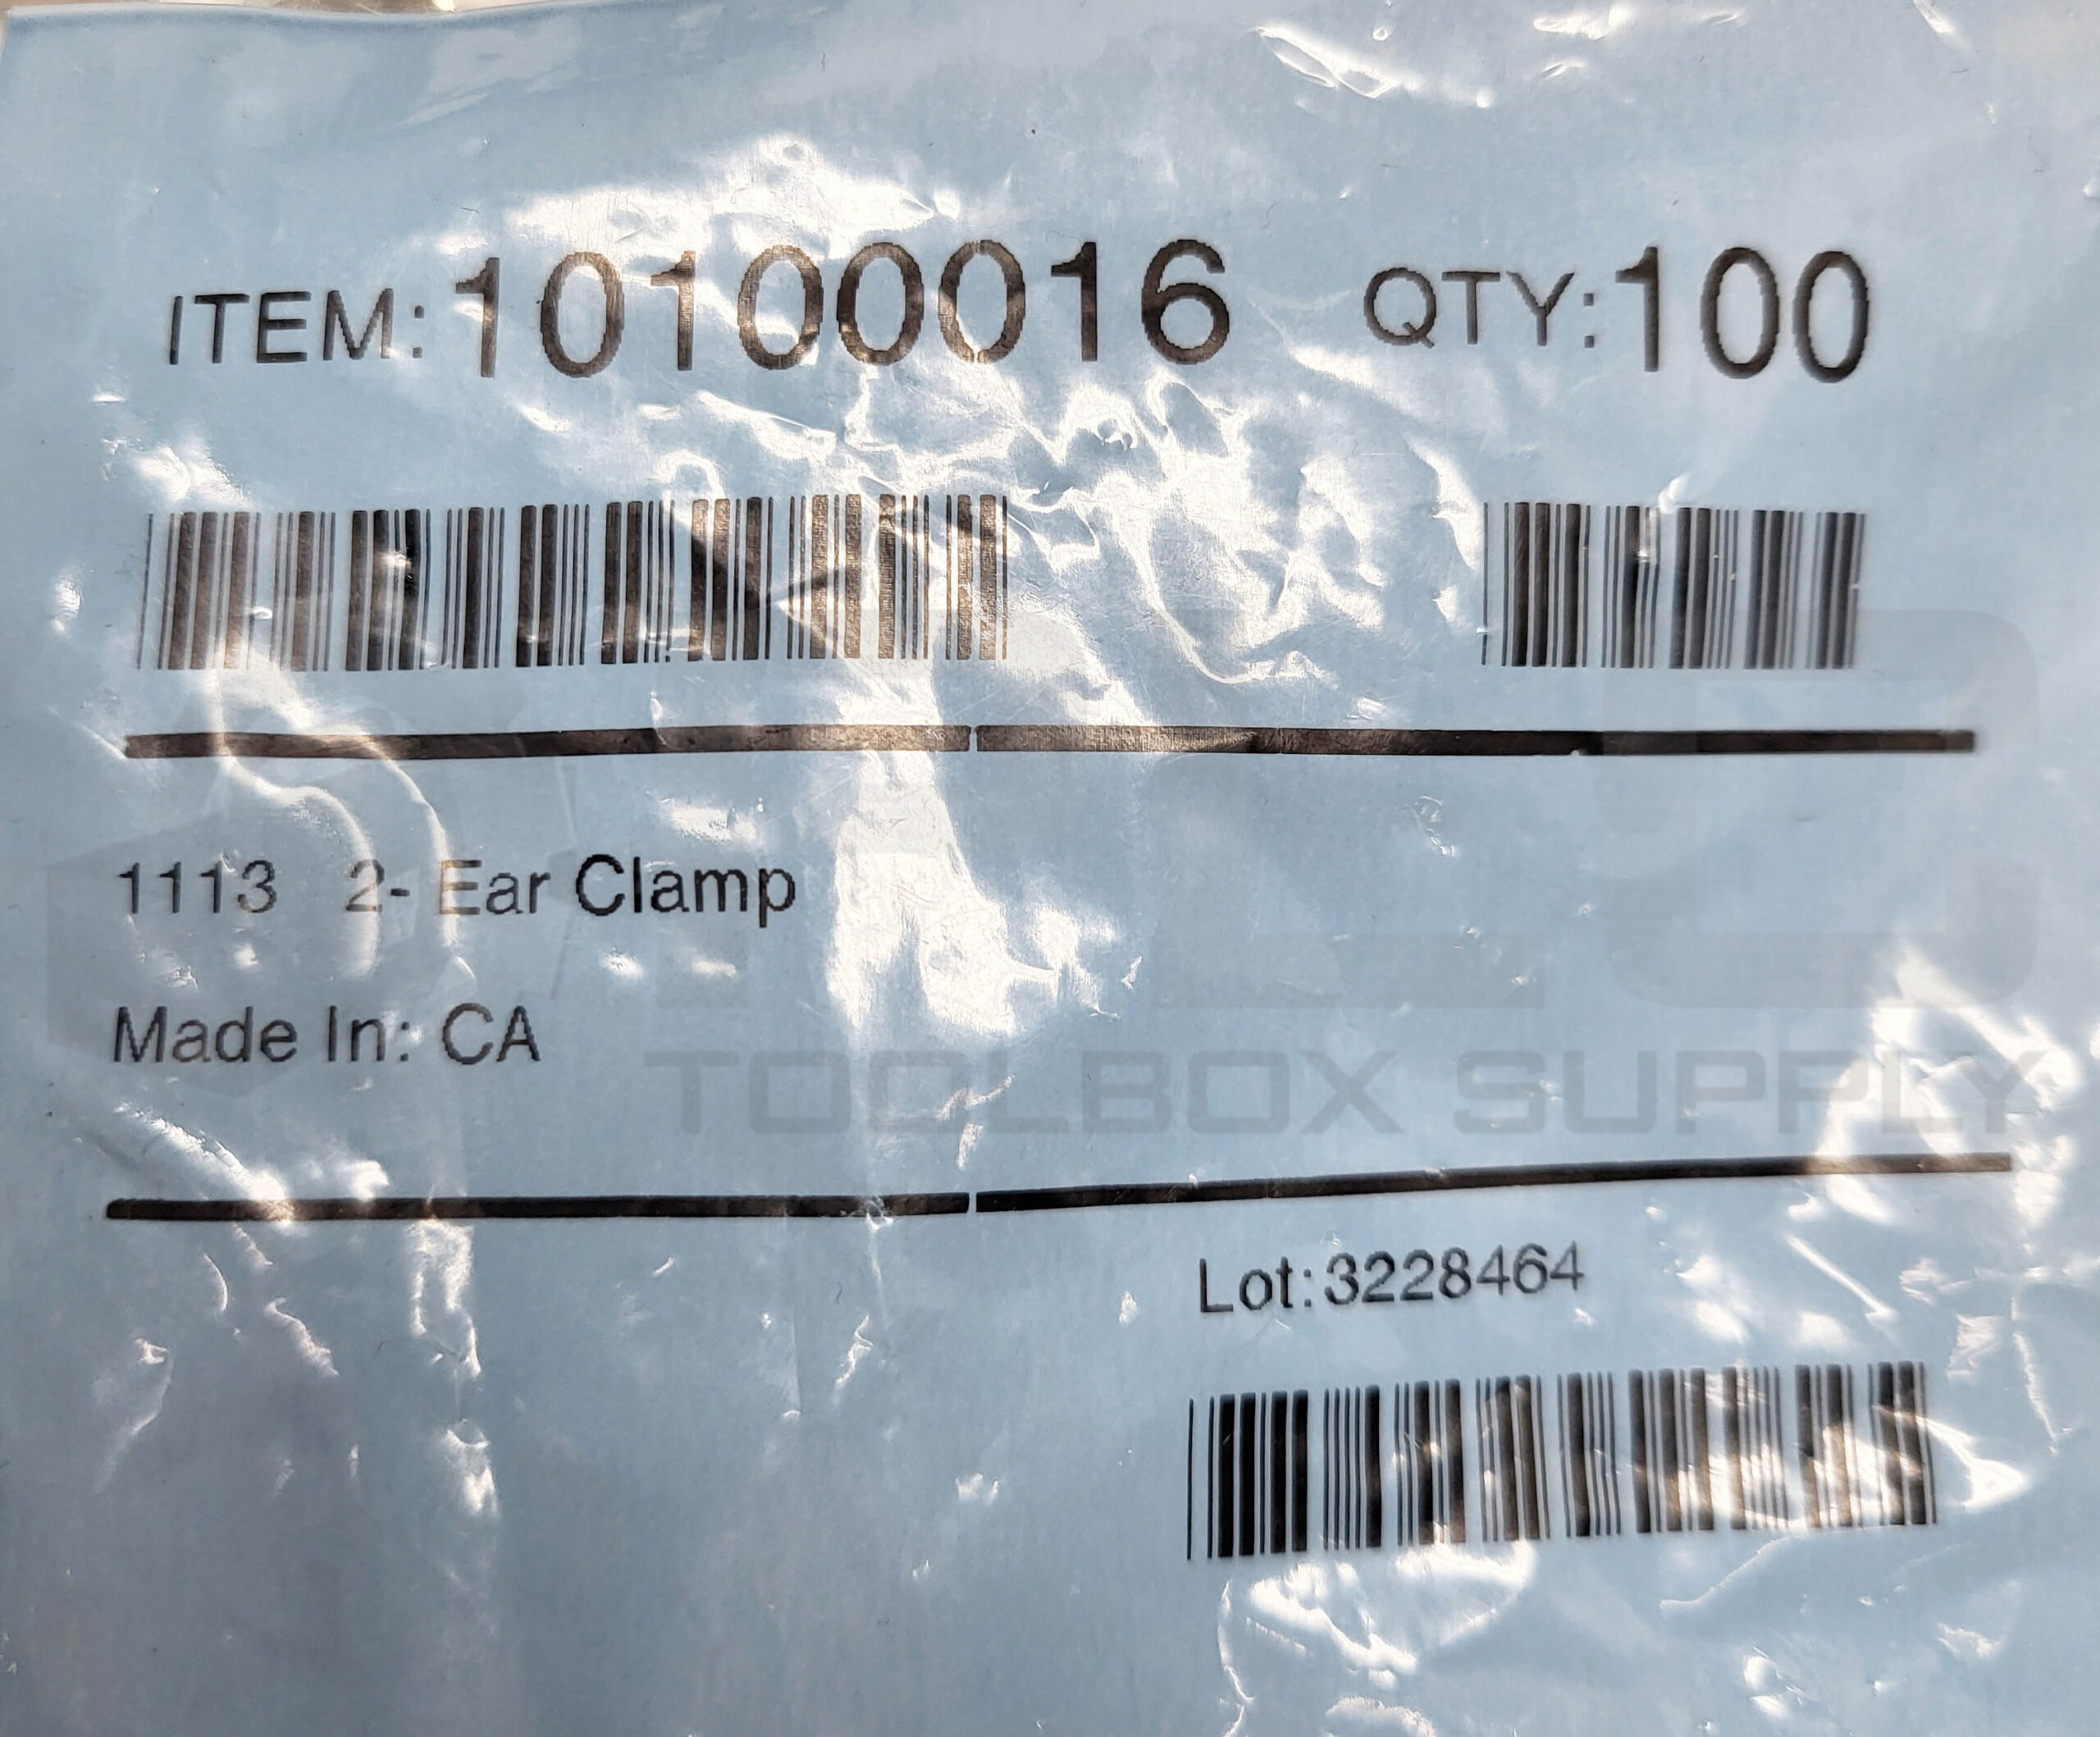 ITEM: 10100016 QTY: 100
1113 2- Ear Clamp
Made In: CA
TOOLBOX SUPPLY
Lot: 3228464